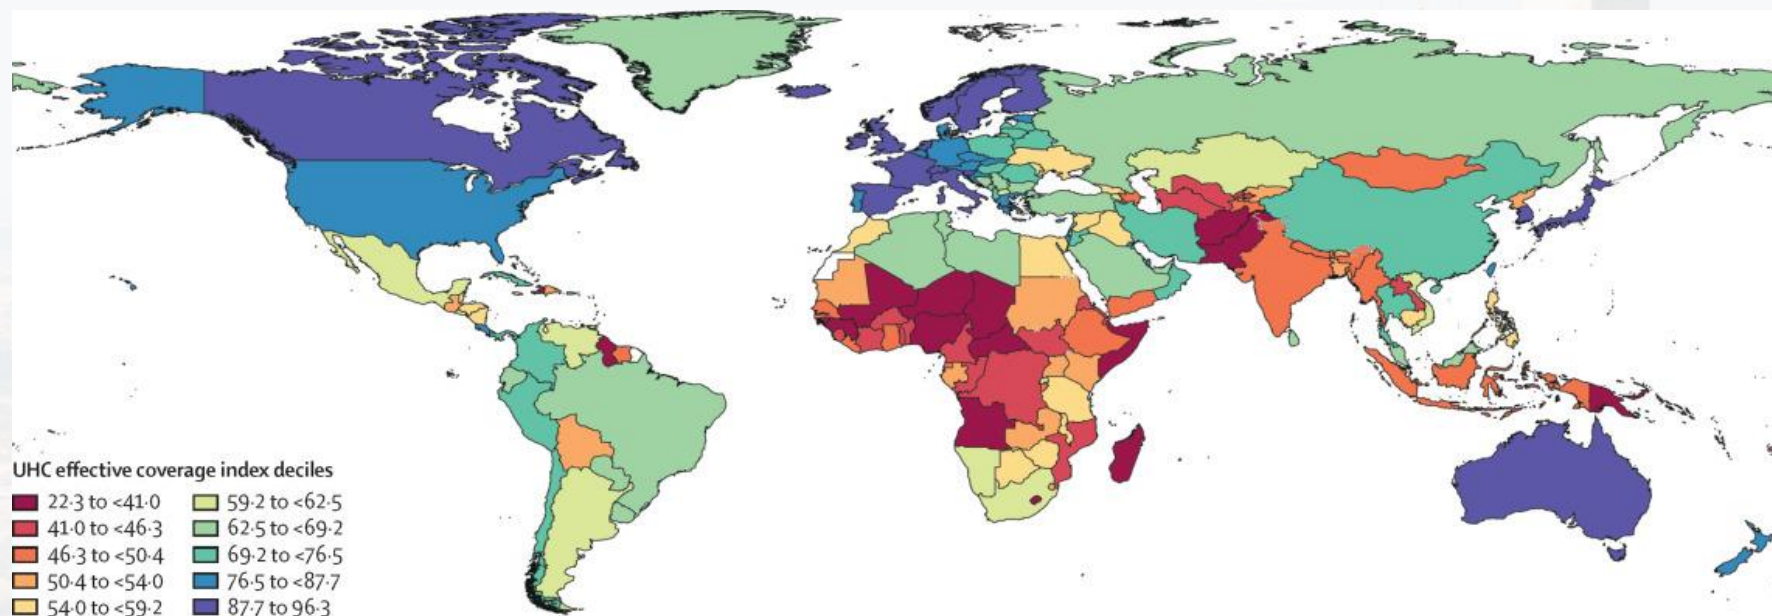 UHC effective coverage index deciles
22·3 to <41·0
41·0 to <46·3
46·3 to <50·4
50·4 to <54·0
54·0 to <59·2
59·2 to <62·5
62·5 to <69·2
69·2 to <76·5
76·5 to <87·7
87·7 to 96·3